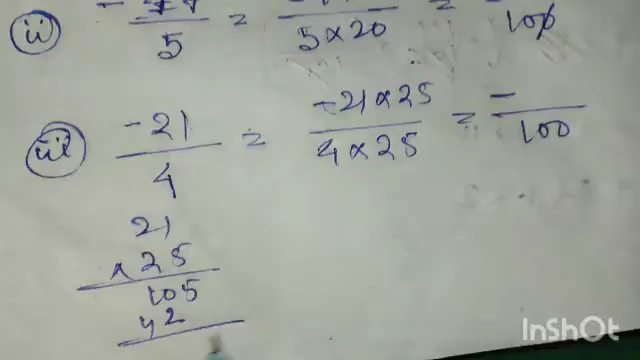 ii) 5 = 5×20 = 100
iii) -21/4 = -21×25/4×25 = -/100
21
×25
105
42
InShOt